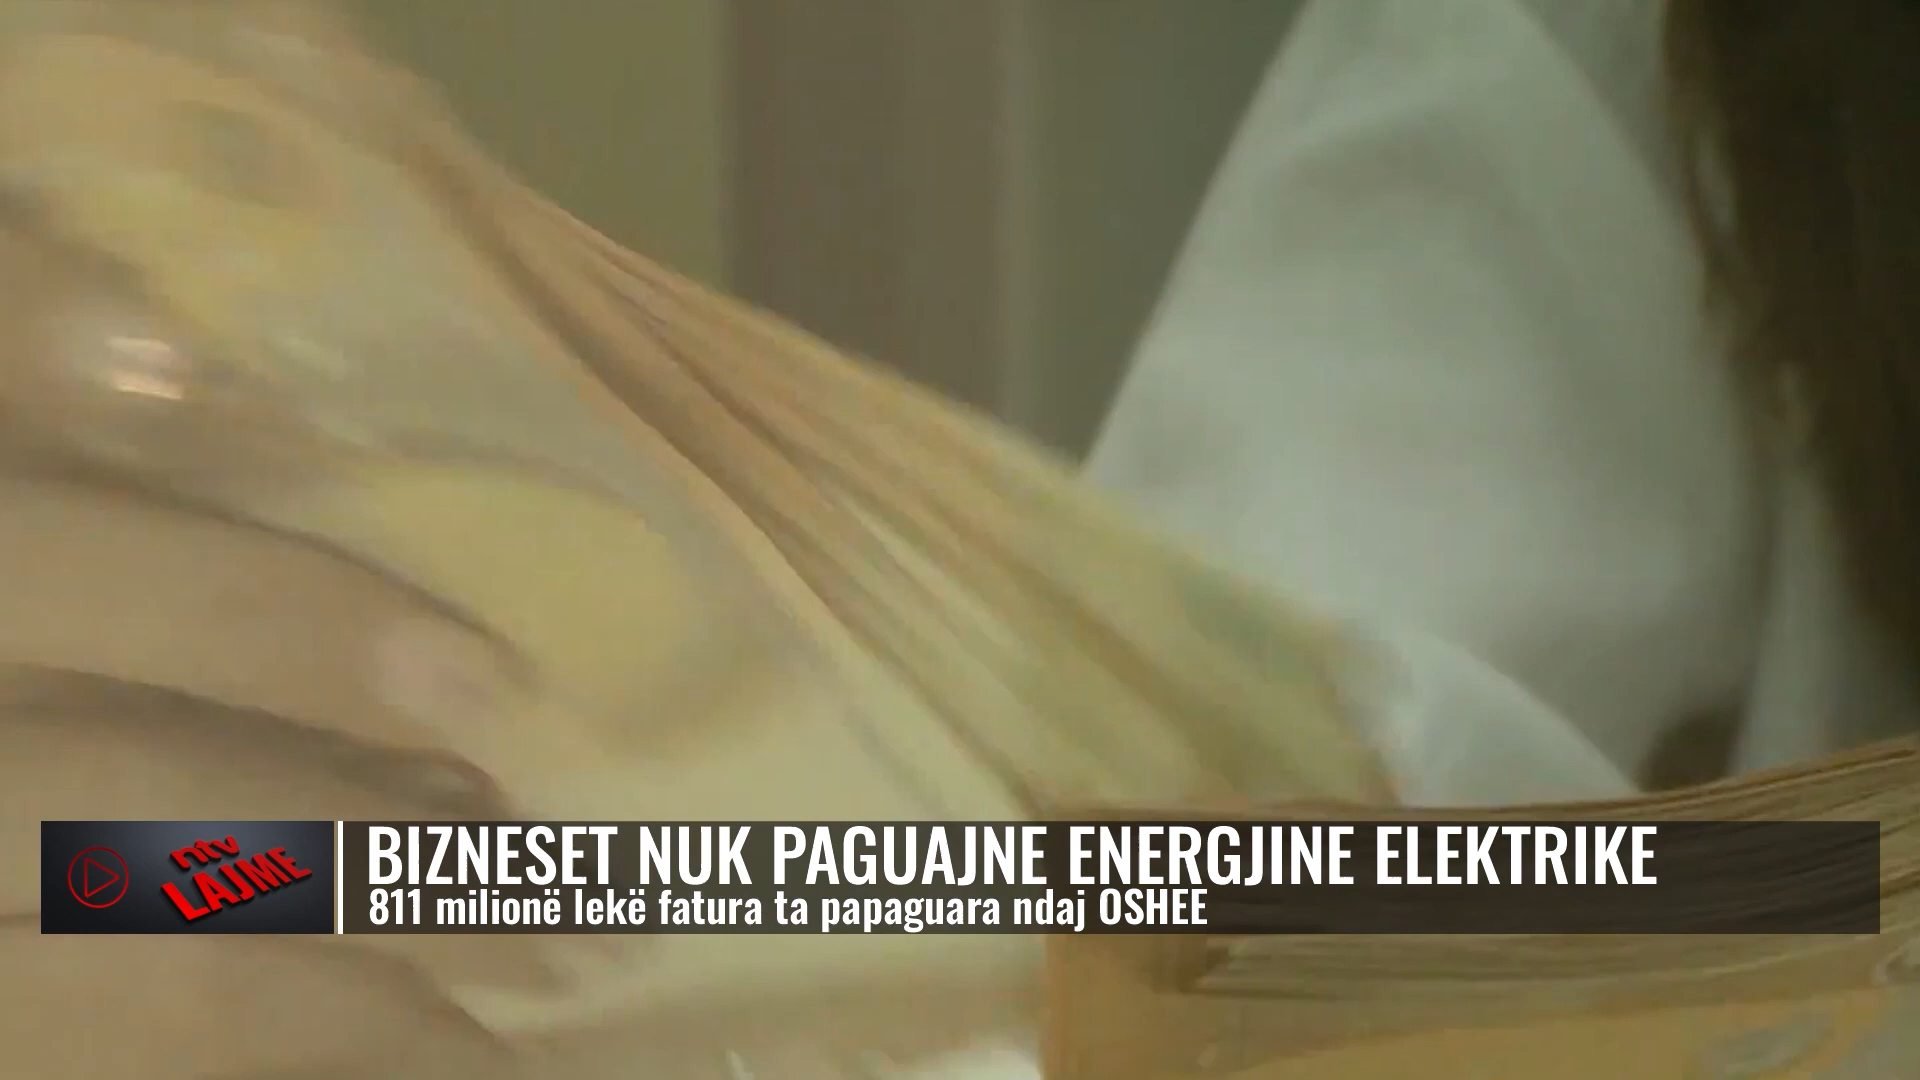 ntv
LAJME
BIZNESET NUK PAGUAJNE ENERGJINE ELEKTRIKE
811 milionë lekë fatura ta papaguara ndaj OSHEE